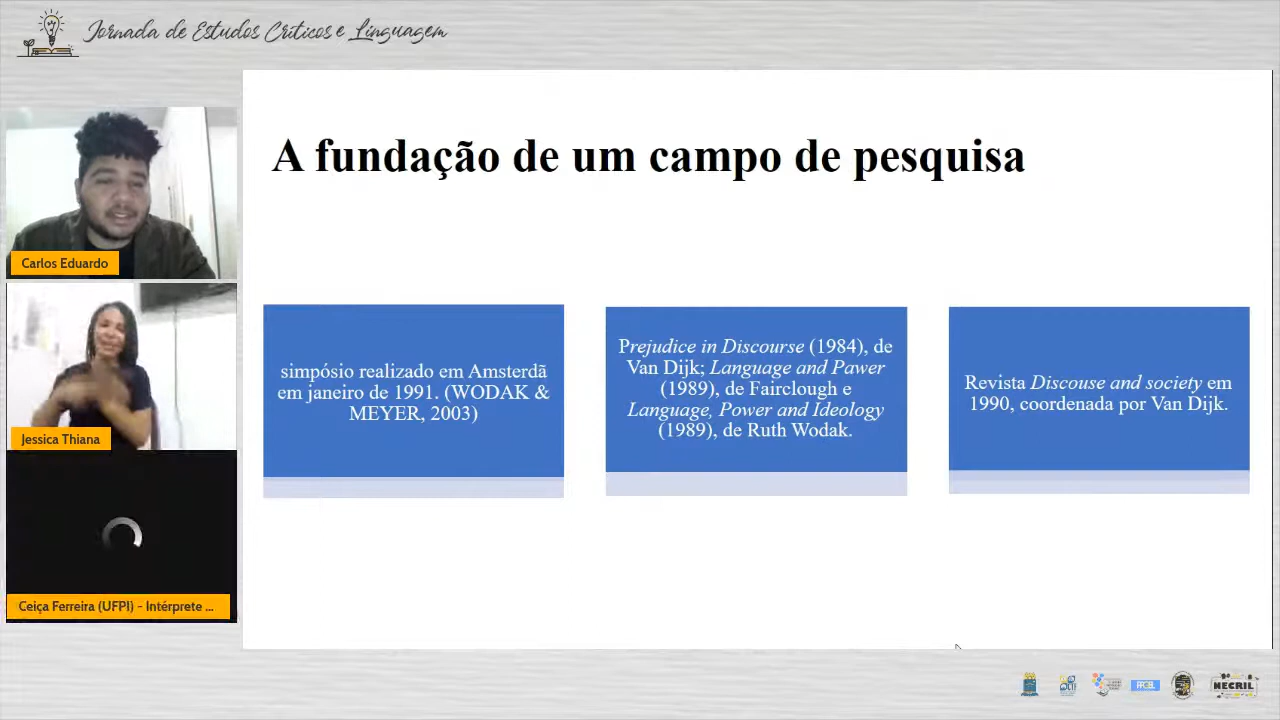 Jornada de Estudos Críticos e Linguagem
A fundação de um campo de pesquisa
Carlos Eduardo
Jessica Thiana
Ceiça Ferreira (UFPI) - Intérprete ...
simpósio realizado em Amsterdã
em janeiro de 1991. (WODAK &
MEYER, 2003)
Prejudice in Discourse (1984), de
Van Dijk; Language and Pawer
(1989), de Fairclough e
Language, Power and Ideology
(1989), de Ruth Wodak.
Revista Discouse and society em
1990, coordenada por Van Dijk.
PPGEL
NECRIL